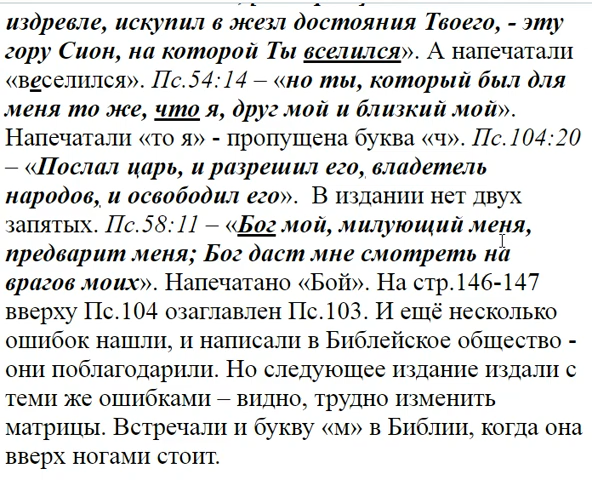 издревле, искупил в жезл достояния Твоего, - эту
гору Сион, на которой Ты вселился». А напечатали
«веселился». Пс.54:14 – «но ты, который был для
меня то же, что я, друг мой и близкий мой».
Напечатали «то я» - пропущена буква «ч». Пс.104:20
– «Послал царь, и разрешил его, владетель
народов, и освободил его».  В издании нет двух
запятых. Пс.58:11 – «Бог мой, милующий меня,
предварит меня; Бог даст мне смотреть на
врагов моих». Напечатано «Бой». На стр.146-147
вверху Пс.104 озаглавлен Пс.103. И ещё несколько
ошибок нашли, и написали в Библейское общество -
они поблагодарили. Но следующее издание издали с
теми же ошибками – видно, трудно изменить
матрицы. Встречали и букву «м» в Библии, когда она
вверх ногами стоит.